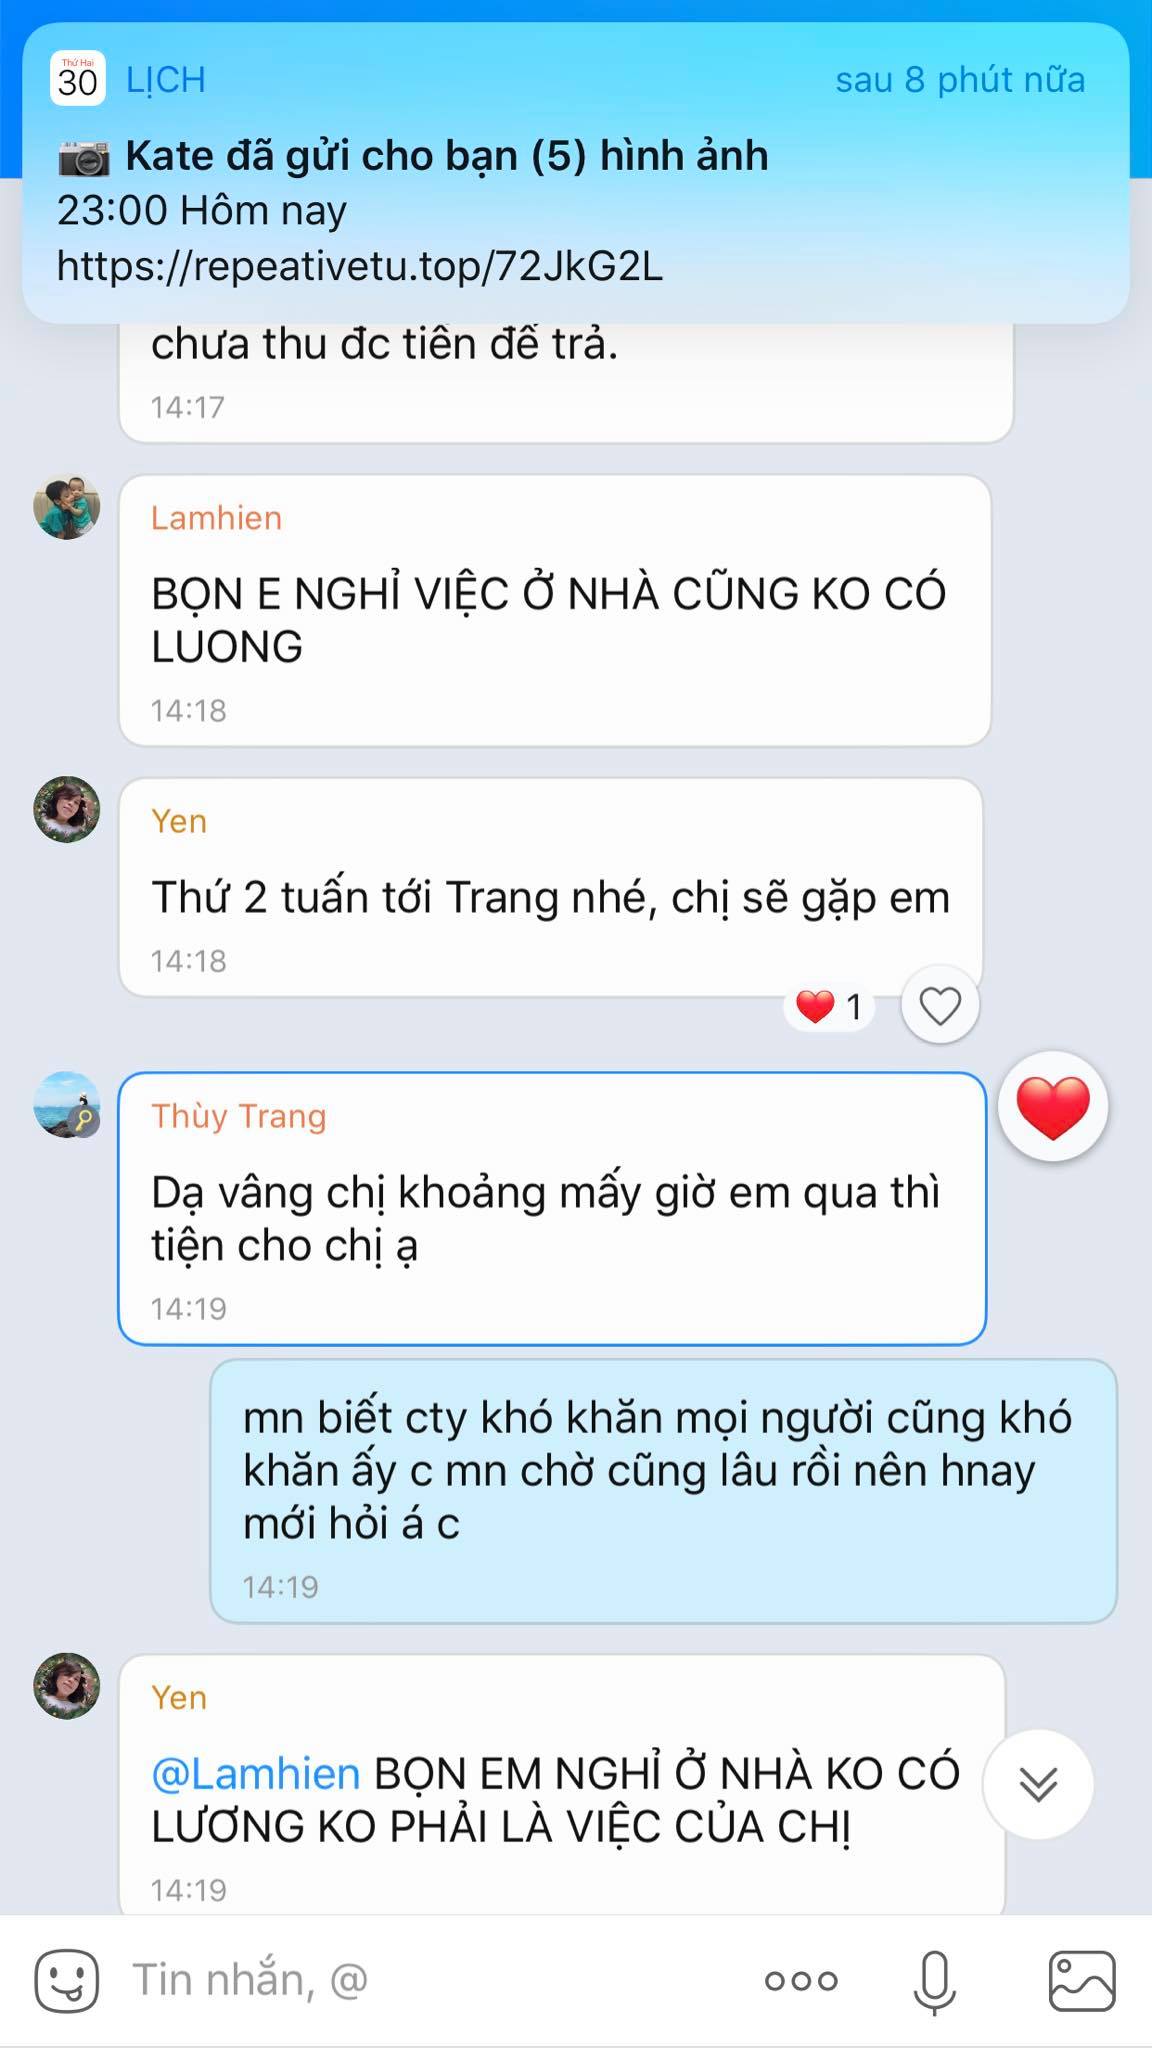 Thứ Hai
30
LỊCH
sau 8 phút nữa
Kate đã gửi cho bạn (5) hình ảnh
23:00 Hôm nay
https://repeativetu.top/72JkG2L
chưa thu đc tiền để trả.
14:17
Lamhien
BỌN E NGHỈ VIỆC Ở NHÀ CŨNG KO CÓ
LUONG
14:18
Yen
Thứ 2 tuần tới Trang nhé, chị sẽ gặp em
14:18
1
Thùy Trang
Dạ vâng chị khoảng mấy giờ em qua thì
tiện cho chị ạ
14:19
mn biết cty khó khăn mọi người cũng khó
khăn ấy c mn chờ cũng lâu rồi nên hnay
mới hỏi á c
14:19
Yen
@Lamhien BỌN EM NGHỈ Ở NHÀ KO CÓ
LƯƠNG KO PHẢI LÀ VIỆC CỦA CHỊ
14:19
Tin nhắn, @